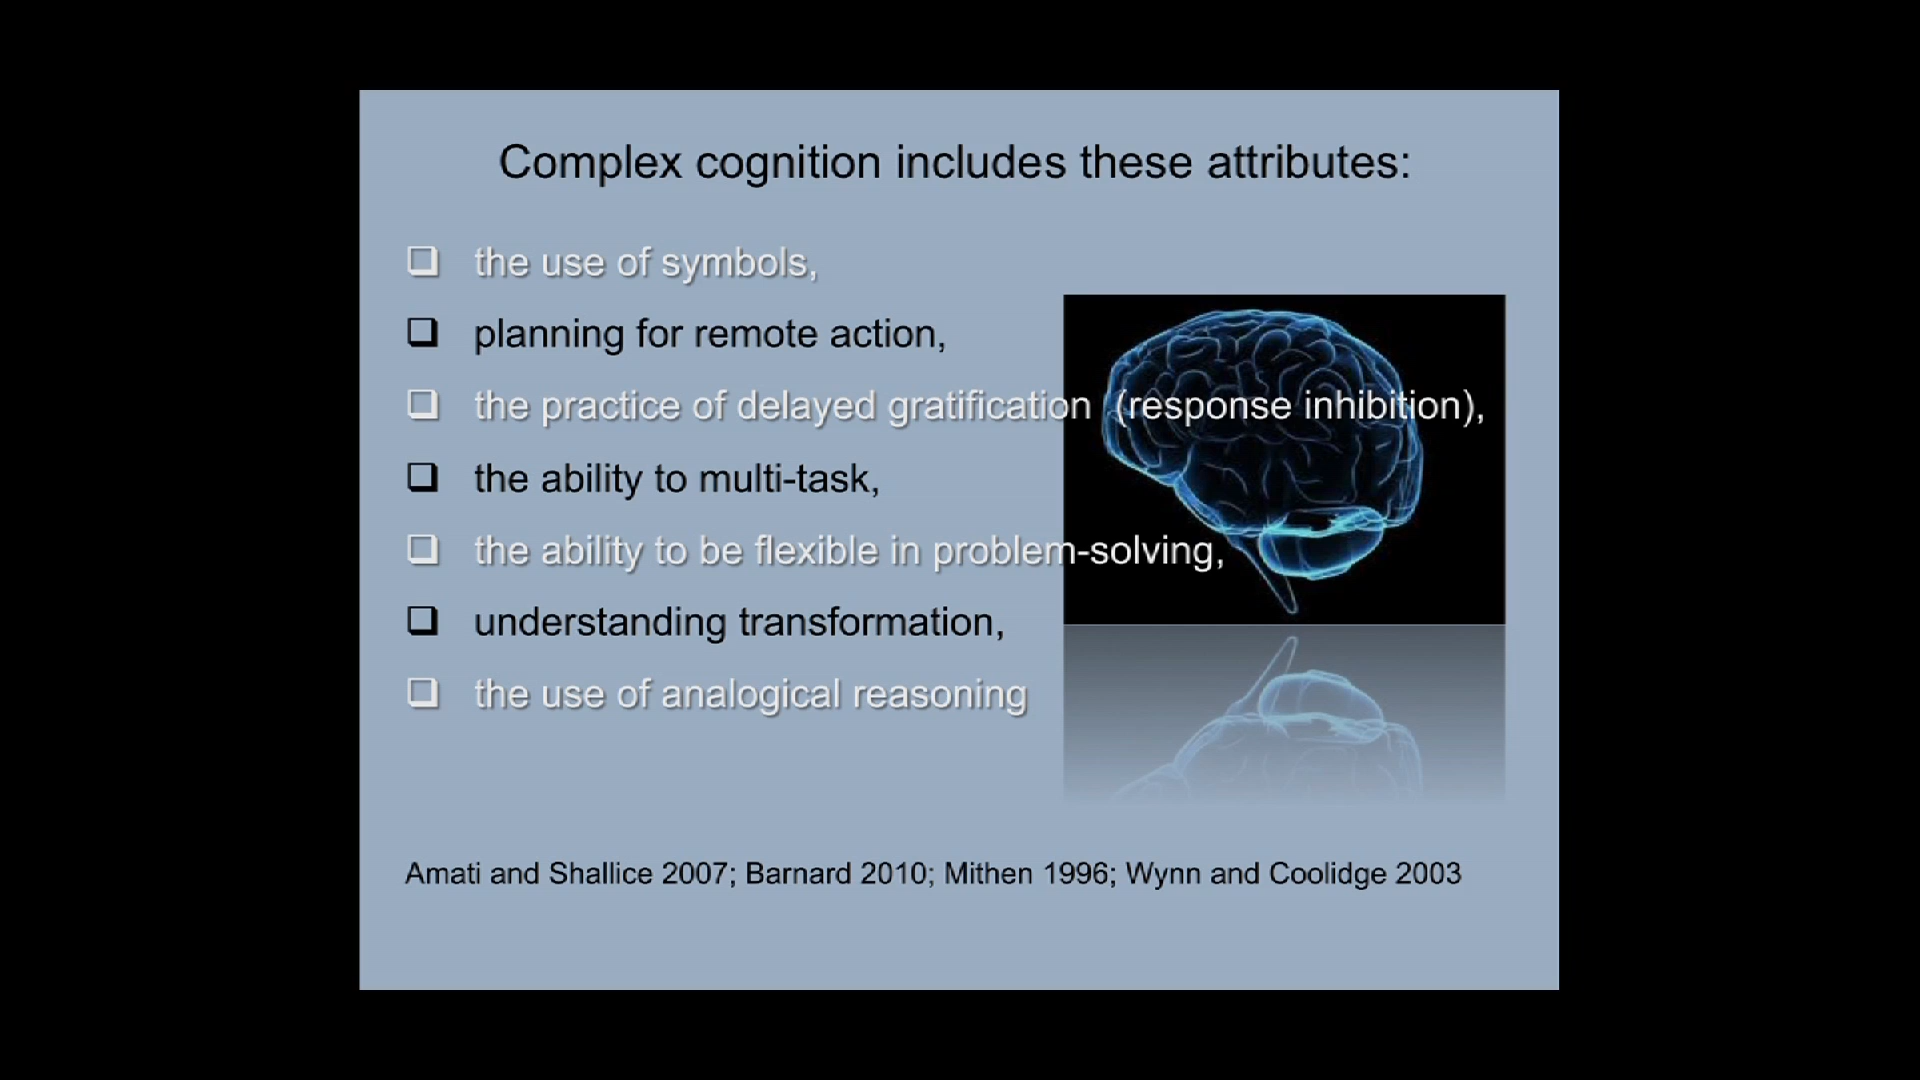 Complex cognition includes these attributes:
❑ the use of symbols,
❑ planning for remote action,
❑ the practice of delayed gratification (response inhibition),
❑ the ability to multi-task,
❑ the ability to be flexible in problem-solving,
❑ understanding transformation,
❑ the use of analogical reasoning
Amati and Shallice 2007; Barnard 2010; Mithen 1996; Wynn and Coolidge 2003